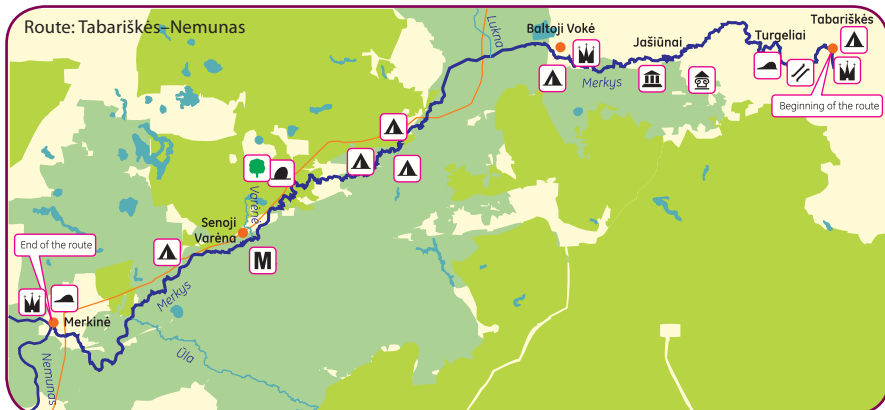 Route: Tabariškės–Nemunas
Lukna
Baltoji Vokė
Jašiūnai
Turgeliai
Tabariškės
Merkys
Beginning of the route
Varėnė
Senoji
Varėna
M
End of the route
Merkys
Merkinė
Nemunas
Ūla